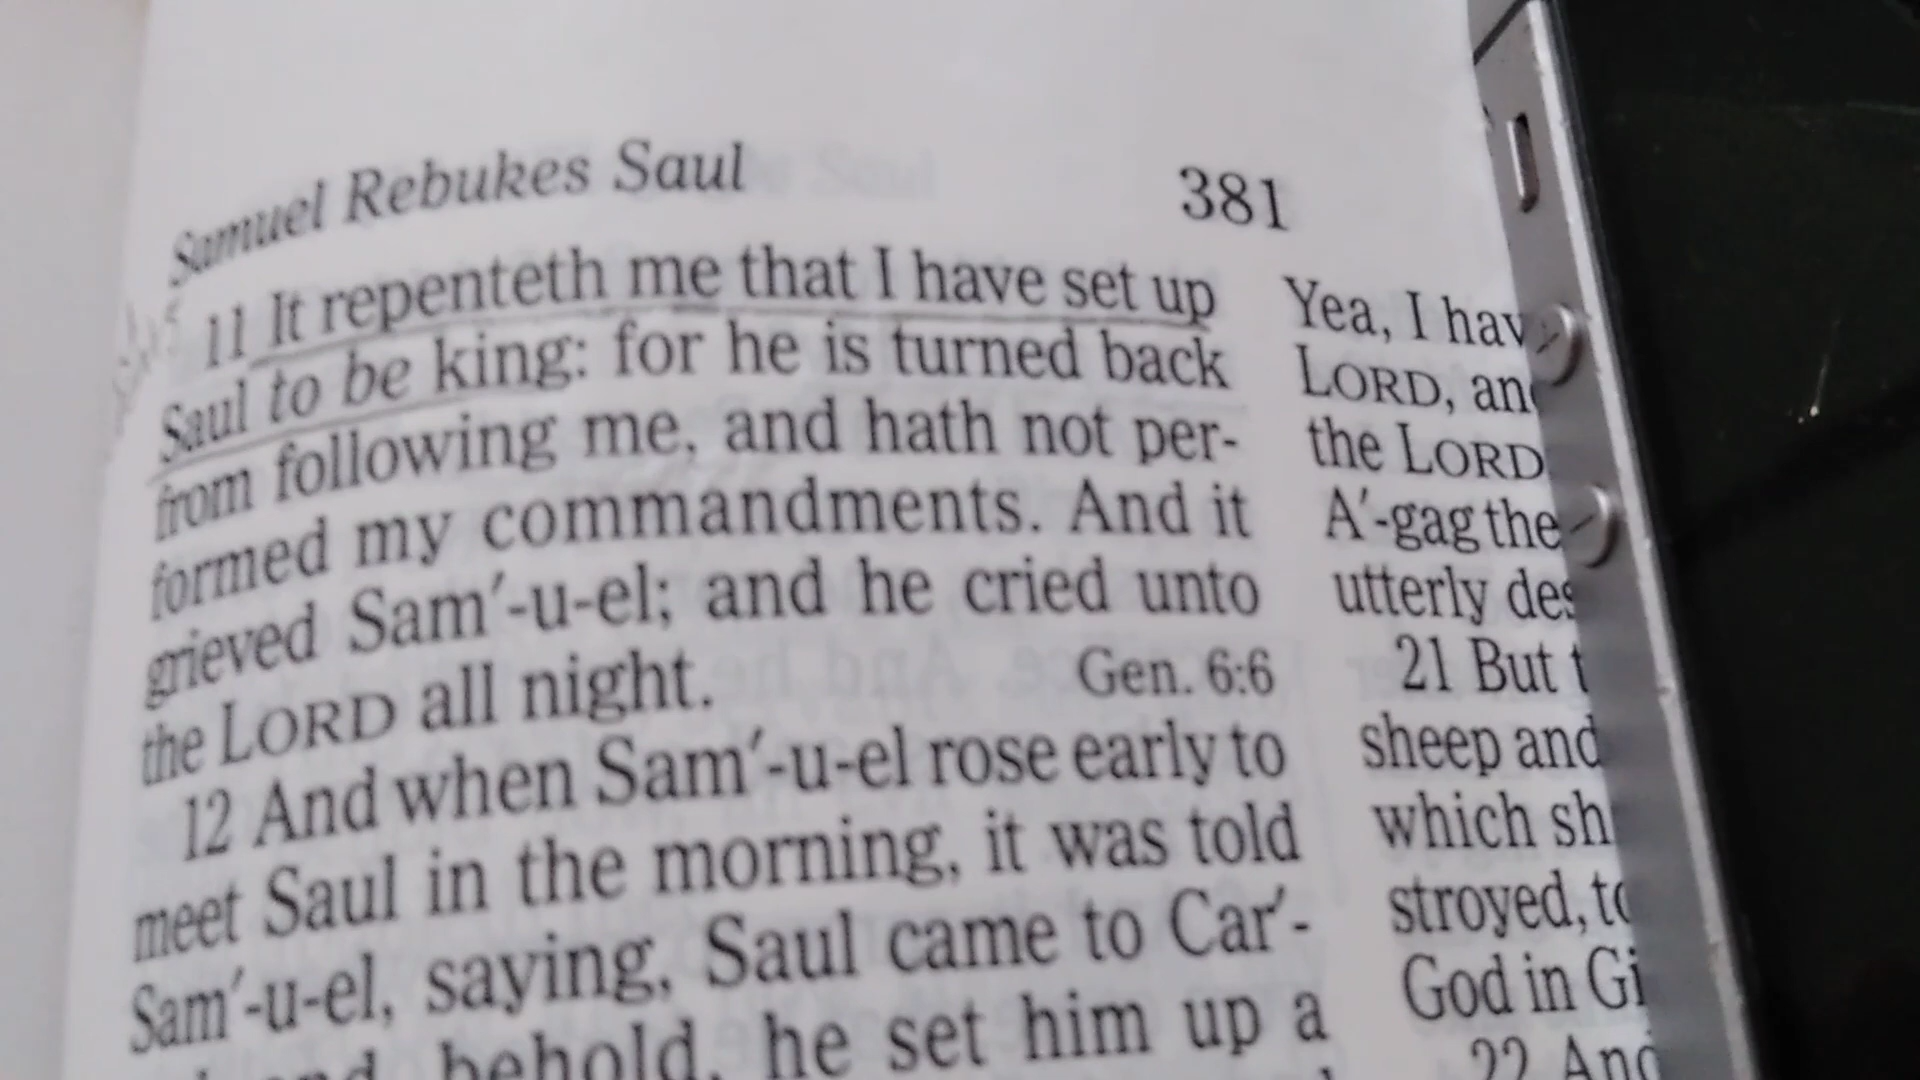 Samuel Rebukes Saul
381
11 It repenteth me that I have set up
Saul to be king: for he is turned back
from following me, and hath not per-
formed my commandments. And it
grieved Sam′-u-el; and he cried unto
the LORD all night.
Gen. 6:6
12 And when Sam′-u-el rose early to
meet Saul in the morning, it was told
Sam′-u-el, saying, Saul came to Car′-
behold, he set him up a
Yea, I hav
LORD, an
the LORD
A′-gag the
utterly des
21 But t
sheep and
which sh
stroyed, to
God in Gi
22 And